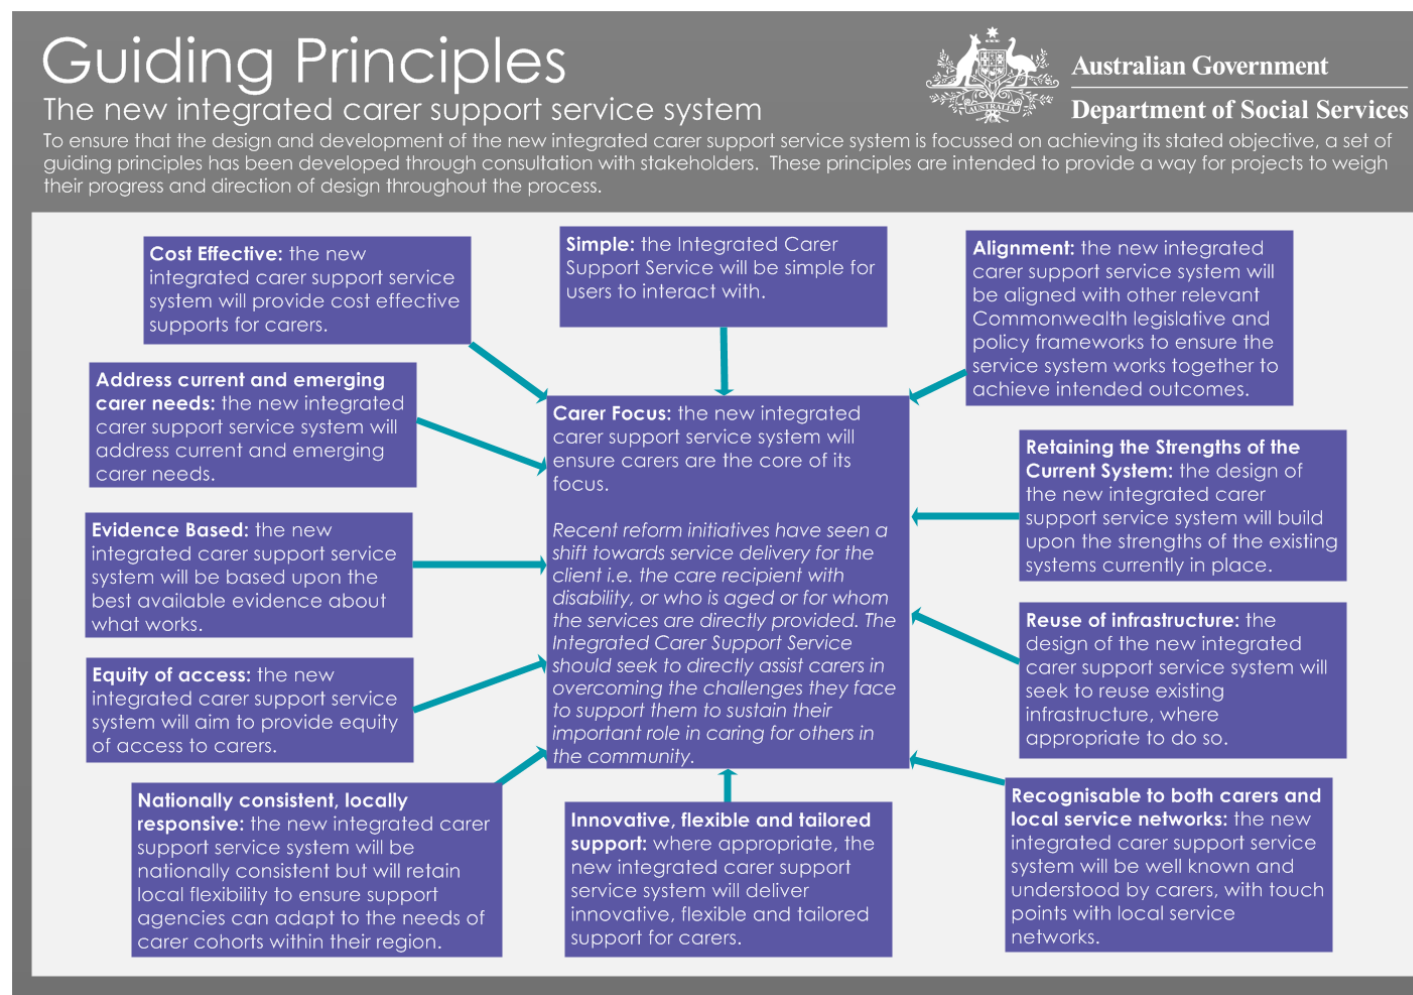 Guiding Principles
The new integrated carer support service system
To ensure that the design and development of the new integrated carer support service system is focussed on achieving its stated objective, a set of
guiding principles has been developed through consultation with stakeholders.  These principles are intended to provide a way for projects to weigh
their progress and direction of design throughout the process.
AUSTRALIA
Australian Government
Department of Social Services
Cost Effective: the new
integrated carer support service
system will provide cost effective
supports for carers.
Simple: the Integrated Carer
Support Service will be simple for
users to interact with.
Alignment: the new integrated
carer support service system will
be aligned with other relevant
Commonwealth legislative and
policy frameworks to ensure the
service system works together to
achieve intended outcomes.
Address current and emerging
carer needs: the new integrated
carer support service system will
address current and emerging
carer needs.
Carer Focus: the new integrated
carer support service system will
ensure carers are the core of its
focus.
Recent reform initiatives have seen a
shift towards service delivery for the
client i.e. the care recipient with
disability, or who is aged or for whom
the services are directly provided. The
Integrated Carer Support Service
should seek to directly assist carers in
overcoming the challenges they face
to support them to sustain their
important role in caring for others in
the community.
Retaining the Strengths of the
Current System: the design of
the new integrated carer
support service system will build
upon the strengths of the existing
systems currently in place.
Evidence Based: the new
integrated carer support service
system will be based upon the
best available evidence about
what works.
Reuse of infrastructure: the
design of the new integrated
carer support service system will
seek to reuse existing
infrastructure, where
appropriate to do so.
Equity of access: the new
integrated carer support service
system will aim to provide equity
of access to carers.
Nationally consistent, locally
responsive: the new integrated carer
support service system will be
nationally consistent but will retain
local flexibility to ensure support
agencies can adapt to the needs of
carer cohorts within their region.
Innovative, flexible and tailored
support: where appropriate, the
new integrated carer support
service system will deliver
innovative, flexible and tailored
support for carers.
Recognisable to both carers and
local service networks: the new
integrated carer support service
system will be well known and
understood by carers, with touch
points with local service
networks.